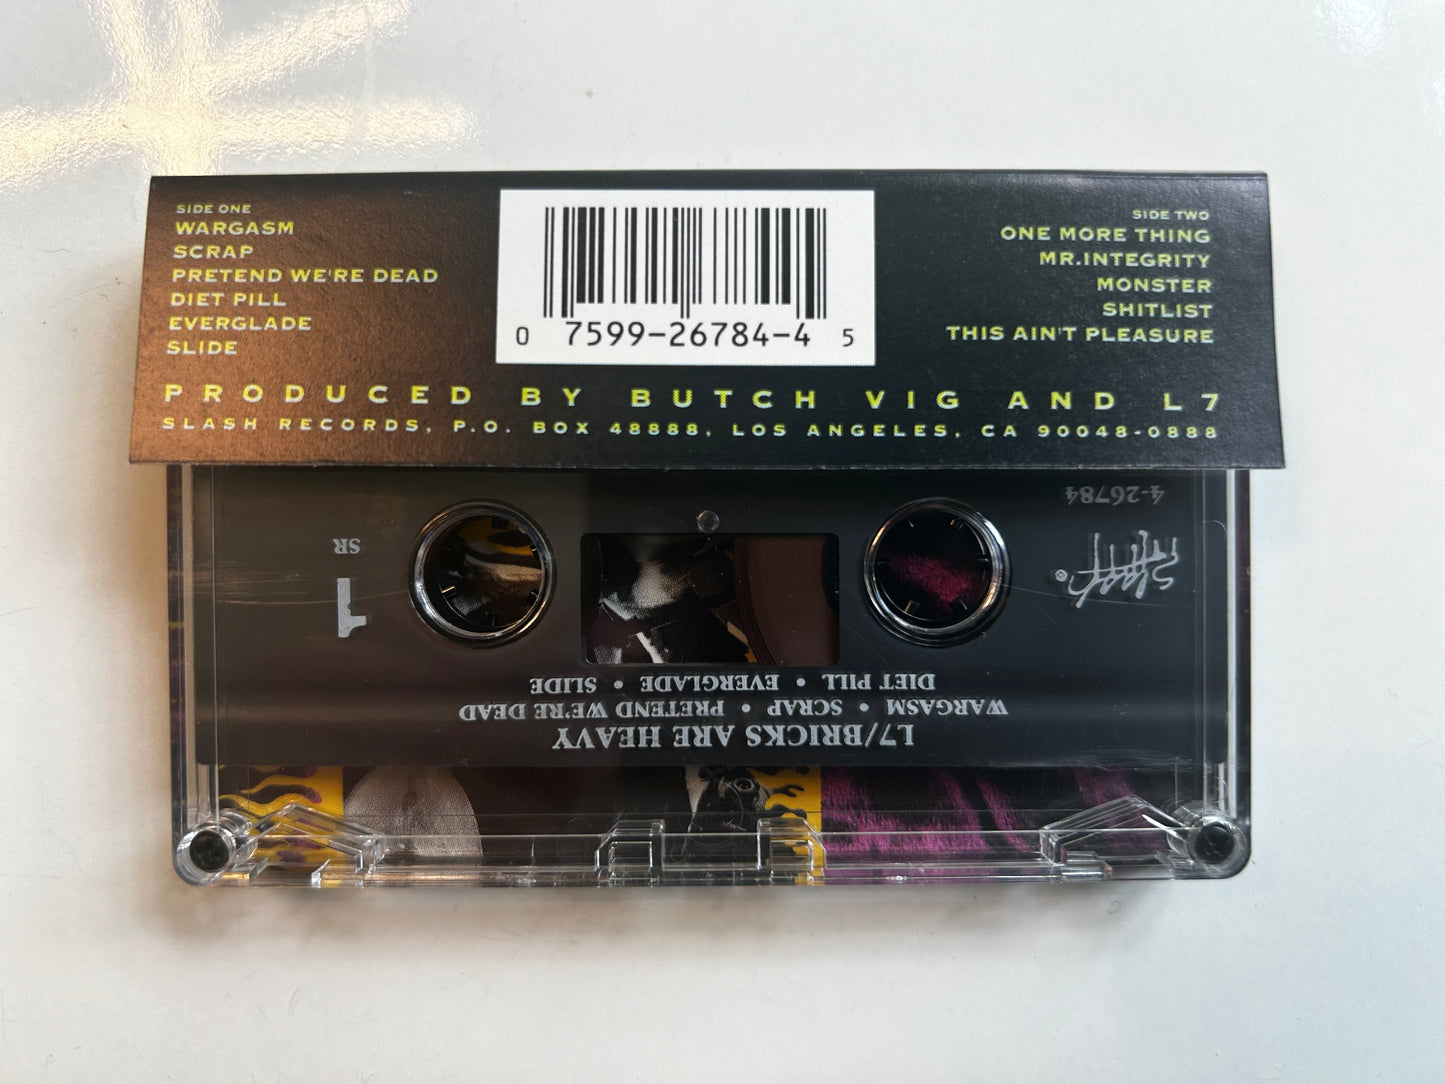 SIDE ONE
WARGASM
SCRAP
PRETEND WE'RE DEAD
DIET PILL
EVERGLADE
SLIDE
0 7599-26784-4 5
SIDE TWO
ONE MORE THING
MR.INTEGRITY
MONSTER
SHITLIST
THIS AIN'T PLEASURE
PRODUCED BY BUTCH VIG AND L7
SLASH RECORDS, P.O. BOX 48888, LOS ANGELES, CA 90048-0888
L7/BRICKS ARE HEAVY
WARGASM • SCRAP • PRETEND WE'RE DEAD
DIET PILL • EVERGLADE • SLIDE
Slash®
1
SR
4-26784